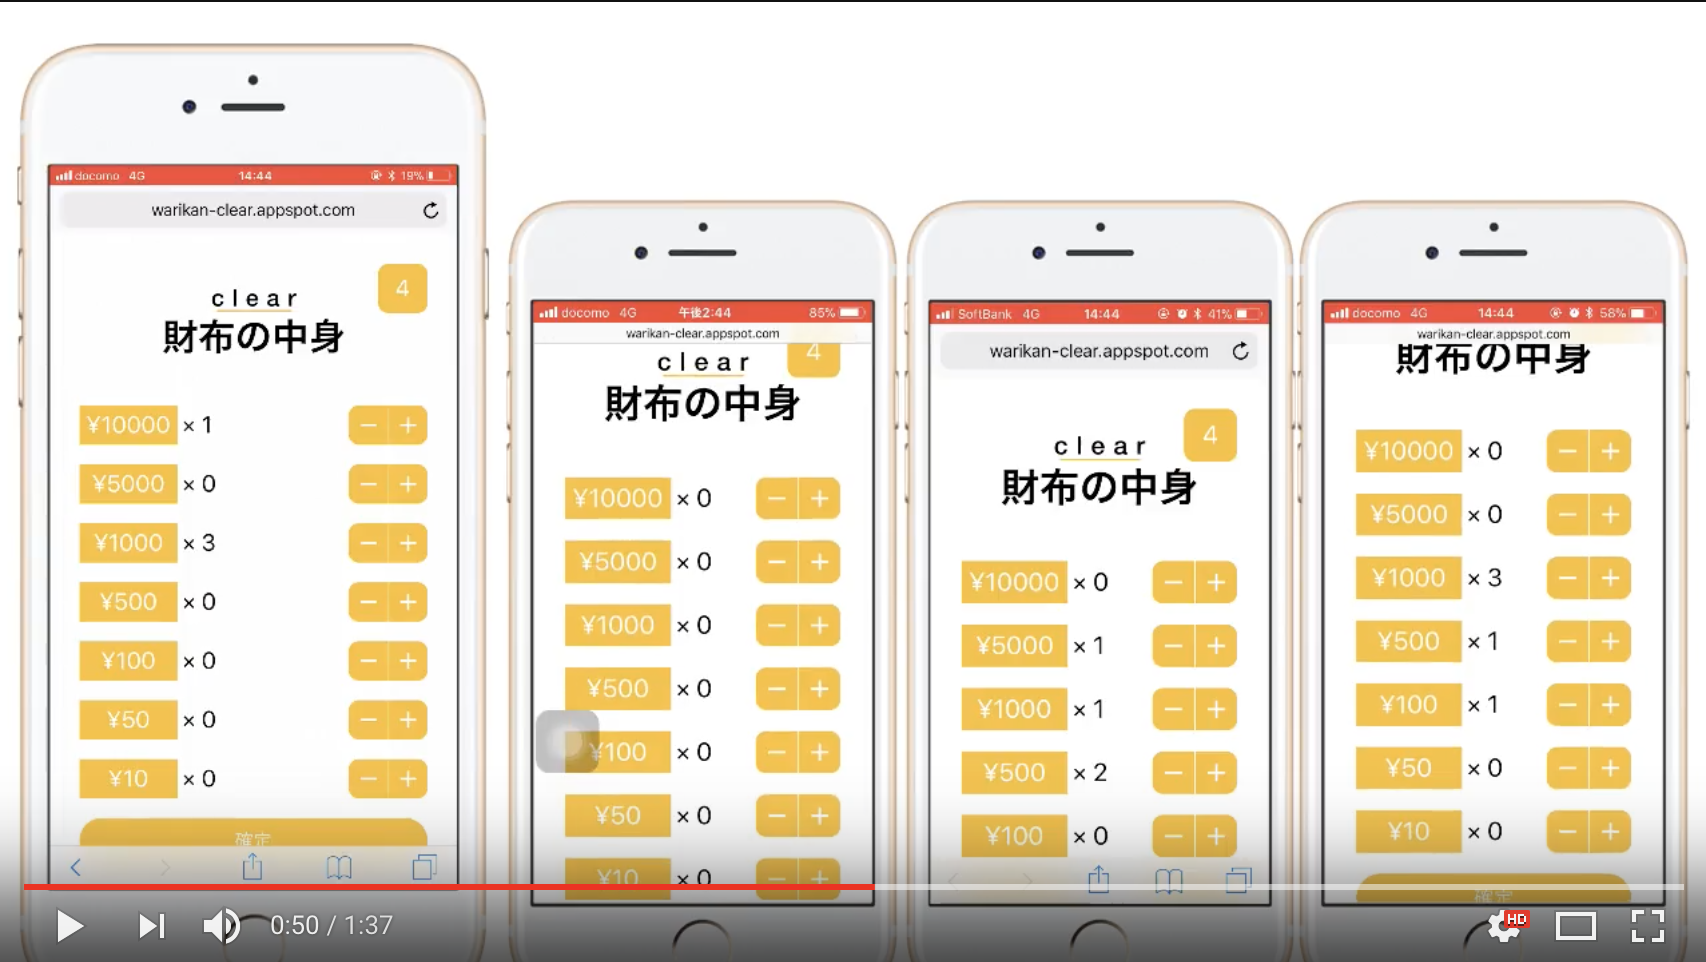 docomo 4G 14:44 19%
warikan-clear.appspot.com
4
clear
財布の中身
¥10000 × 1 − +
¥5000 × 0 − +
¥1000 × 3 − +
¥500 × 0 − +
¥100 × 0 − +
¥50 × 0 − +
¥10 × 0 − +
確定
docomo 4G 午後2:44 85%
warikan-clear.appspot.com
4
clear
財布の中身
¥10000 × 0 − +
¥5000 × 0 − +
¥1000 × 0 − +
¥500 × 0 − +
¥100 × 0 − +
¥50 × 0 − +
¥10 × 0 − +
SoftBank 4G 14:44 41%
warikan-clear.appspot.com
4
clear
財布の中身
¥10000 × 0 − +
¥5000 × 1 − +
¥1000 × 1 − +
¥500 × 2 − +
¥100 × 0 − +
docomo 4G 14:44 58%
warikan-clear.appspot.com
財布の中身
¥10000 × 0 − +
¥5000 × 0 − +
¥1000 × 3 − +
¥500 × 1 − +
¥100 × 1 − +
¥50 × 0 − +
¥10 × 0 − +
確定
0:50 / 1:37
HD